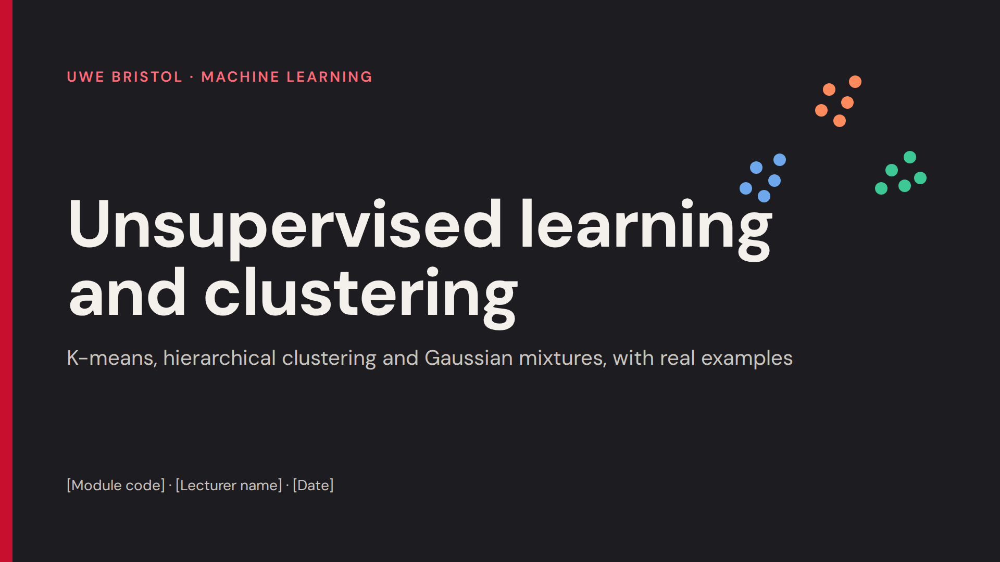 UWE BRISTOL · MACHINE LEARNING
Unsupervised learning
and clustering
K-means, hierarchical clustering and Gaussian mixtures, with real examples
[Module code] · [Lecturer name] · [Date]